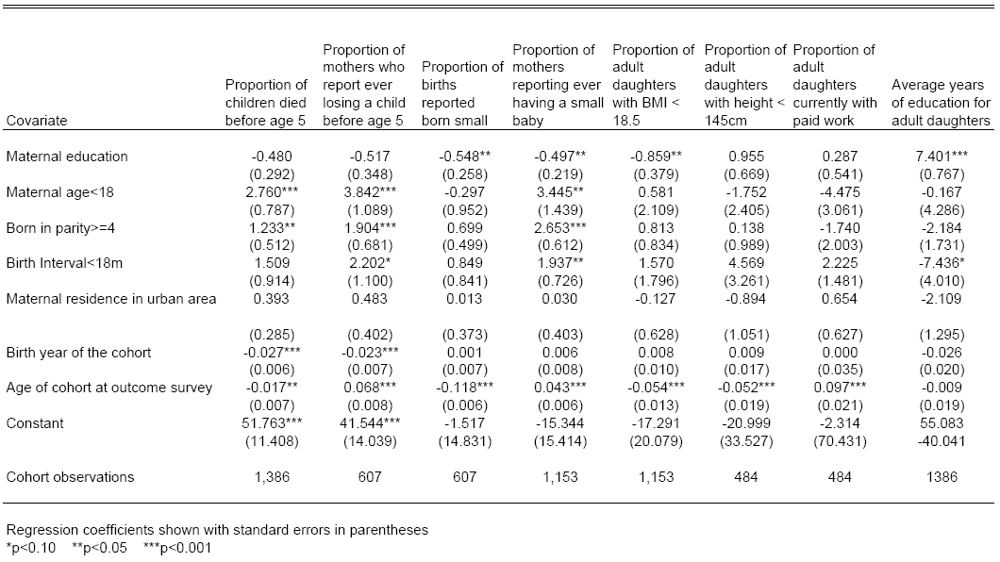 Covariate Proportion of children died before age 5 Proportion of mothers who report ever losing a child before age 5 Proportion of births reported born small Proportion of mothers reporting ever having a small baby Proportion of adult daughters with BMI < 18.5 Proportion of adult daughters with height < 145cm Proportion of adult daughters currently with paid work Average years of education for adult daughters
Maternal education -0.480 -0.517 -0.548** -0.497** -0.859** 0.955 0.287 7.401***
(0.292) (0.348) (0.258) (0.219) (0.379) (0.669) (0.541) (0.767)
Maternal age<18 2.760*** 3.842*** -0.297 3.445** 0.581 -1.752 -4.475 -0.167
(0.787) (1.089) (0.952) (1.439) (2.109) (2.405) (3.061) (4.286)
Born in parity>=4 1.233** 1.904*** 0.699 2.653*** 0.813 0.138 -1.740 -2.184
(0.512) (0.681) (0.499) (0.612) (0.834) (0.989) (2.003) (1.731)
Birth Interval<18m 1.509 2.202* 0.849 1.937** 1.570 4.569 2.225 -7.436*
(0.914) (1.100) (0.841) (0.726) (1.796) (3.261) (1.481) (4.010)
Maternal residence in urban area 0.393 0.483 0.013 0.030 -0.127 -0.894 0.654 -2.109
(0.285) (0.402) (0.373) (0.403) (0.628) (1.051) (0.627) (1.295)
Birth year of the cohort -0.027*** -0.023*** 0.001 0.006 0.008 0.009 0.000 -0.026
(0.006) (0.007) (0.007) (0.008) (0.010) (0.017) (0.035) (0.020)
Age of cohort at outcome survey -0.017** 0.068*** -0.118*** 0.043*** -0.054*** -0.052*** 0.097*** -0.009
(0.007) (0.008) (0.006) (0.006) (0.013) (0.019) (0.021) (0.019)
Constant 51.763*** 41.544*** -1.517 -15.344 -17.291 -20.999 -2.314 55.083
(11.408) (14.039) (14.831) (15.414) (20.079) (33.527) (70.431) -40.041
Cohort observations 1,386 607 607 1,153 1,153 484 484 1386
Regression coefficients shown with standard errors in parentheses
*p<0.10 **p<0.05 ***p<0.001